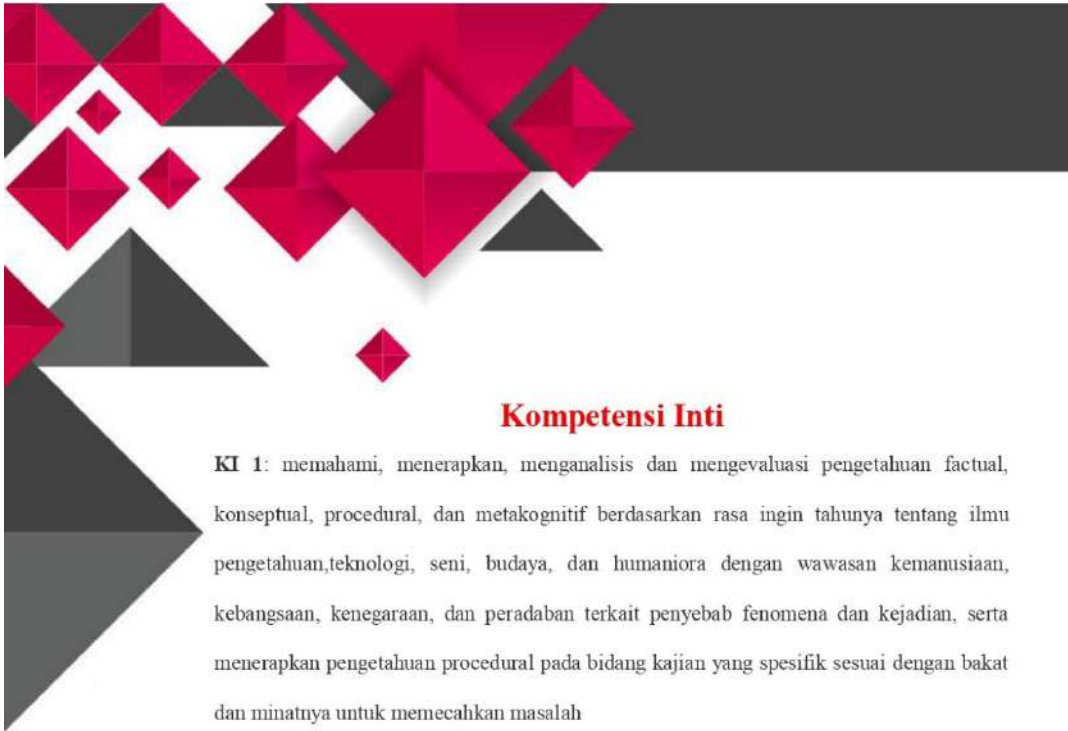 Kompetensi Inti
KI 1: memahami, menerapkan, menganalisis dan mengevaluasi pengetahuan factual,
konseptual, procedural, dan metakognitif berdasarkan rasa ingin tahunya tentang ilmu
pengetahuan,teknologi, seni, budaya, dan humaniora dengan wawasan kemanusiaan,
kebangsaan, kenegaraan, dan peradaban terkait penyebab fenomena dan kejadian, serta
menerapkan pengetahuan procedural pada bidang kajian yang spesifik sesuai dengan bakat
dan minatnya untuk memecahkan masalah